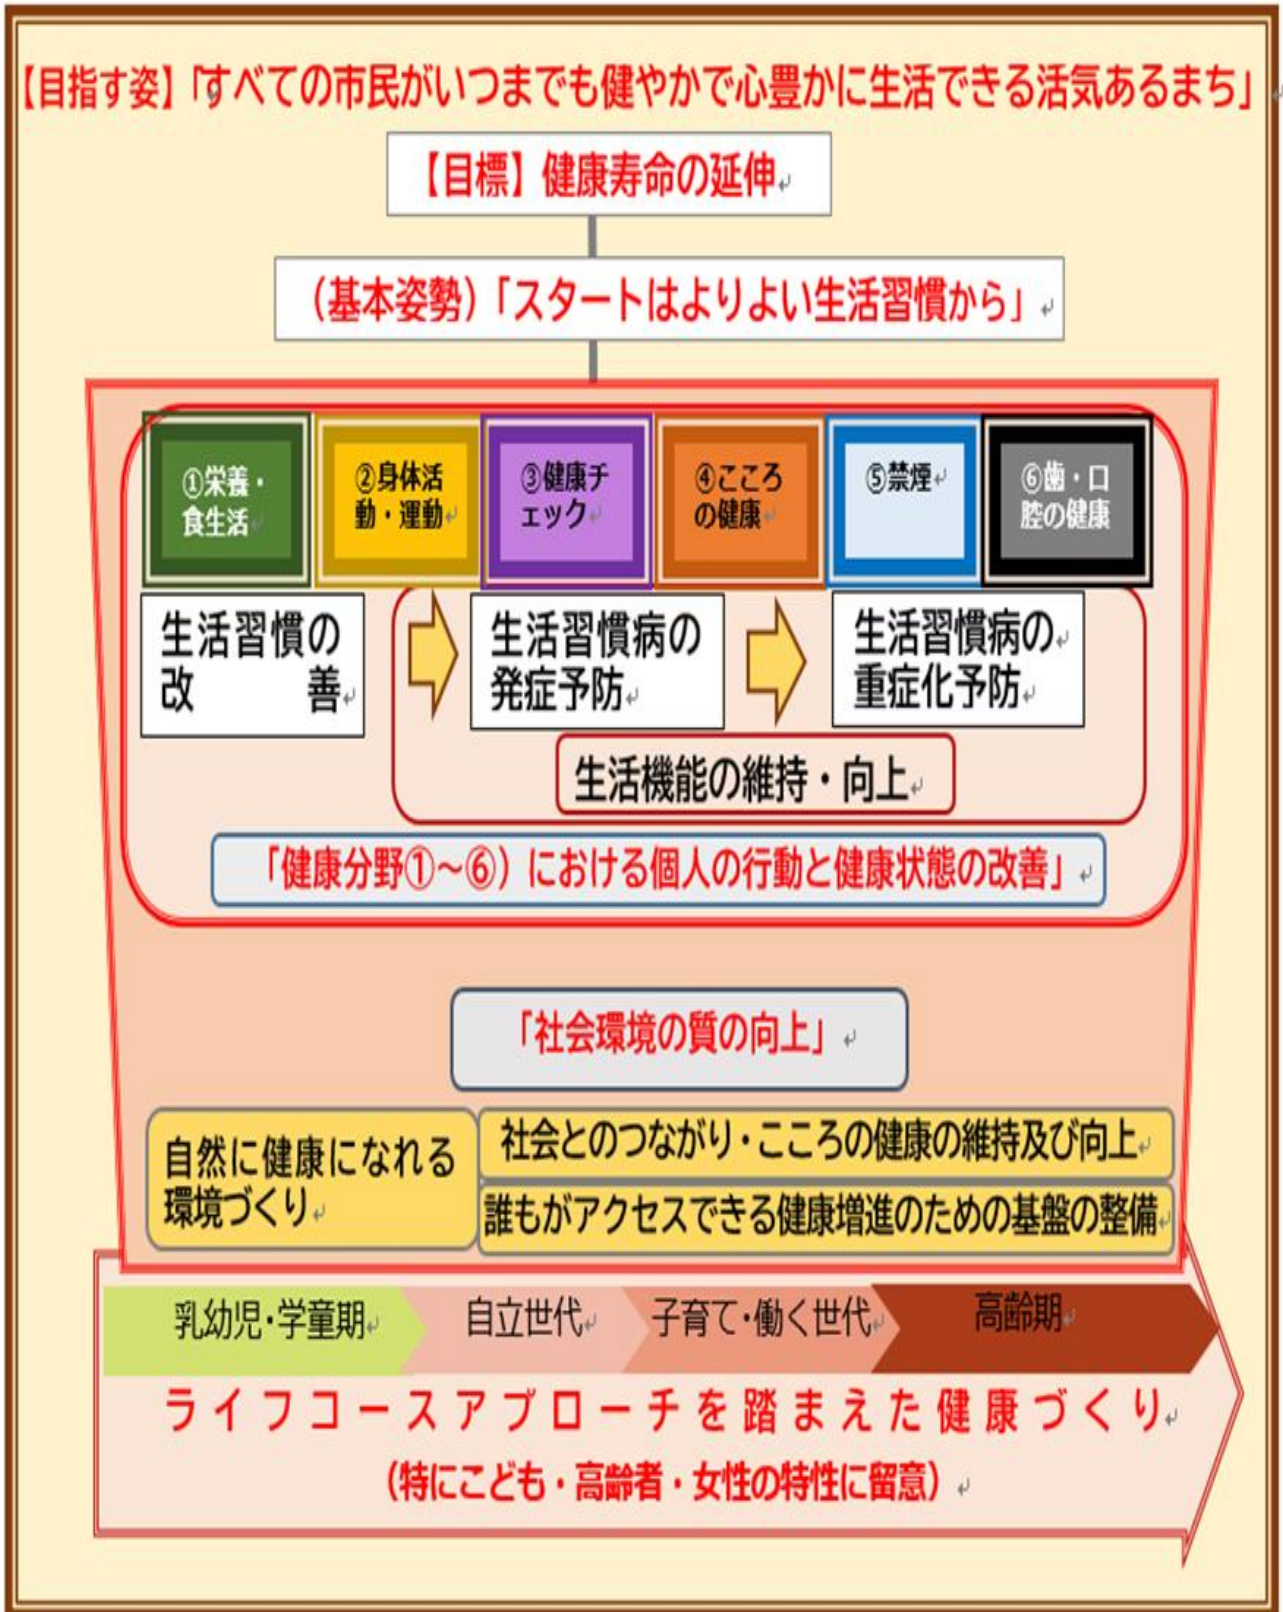 【目指す姿】「すべての市民がいつまでも健やかで心豊かに生活できる活気あるまち」
【目標】健康寿命の延伸
（基本姿勢）「スタートはよりよい生活習慣から」
①栄養・
食生活
②身体活
動・運動
③健康チ
ェック
④こころ
の健康
⑤禁煙
⑥歯・口
腔の健康
生活習慣の
改善
生活習慣病の
発症予防
生活習慣病の
重症化予防
生活機能の維持・向上
「健康分野①～⑥）における個人の行動と健康状態の改善」
「社会環境の質の向上」
自然に健康になれる
環境づくり
社会とのつながり・こころの健康の維持及び向上
誰もがアクセスできる健康増進のための基盤の整備
乳幼児・学童期
自立世代
子育て・働く世代
高齢期
ライフコースアプローチを踏まえた健康づくり
（特にこども・高齢者・女性の特性に留意）